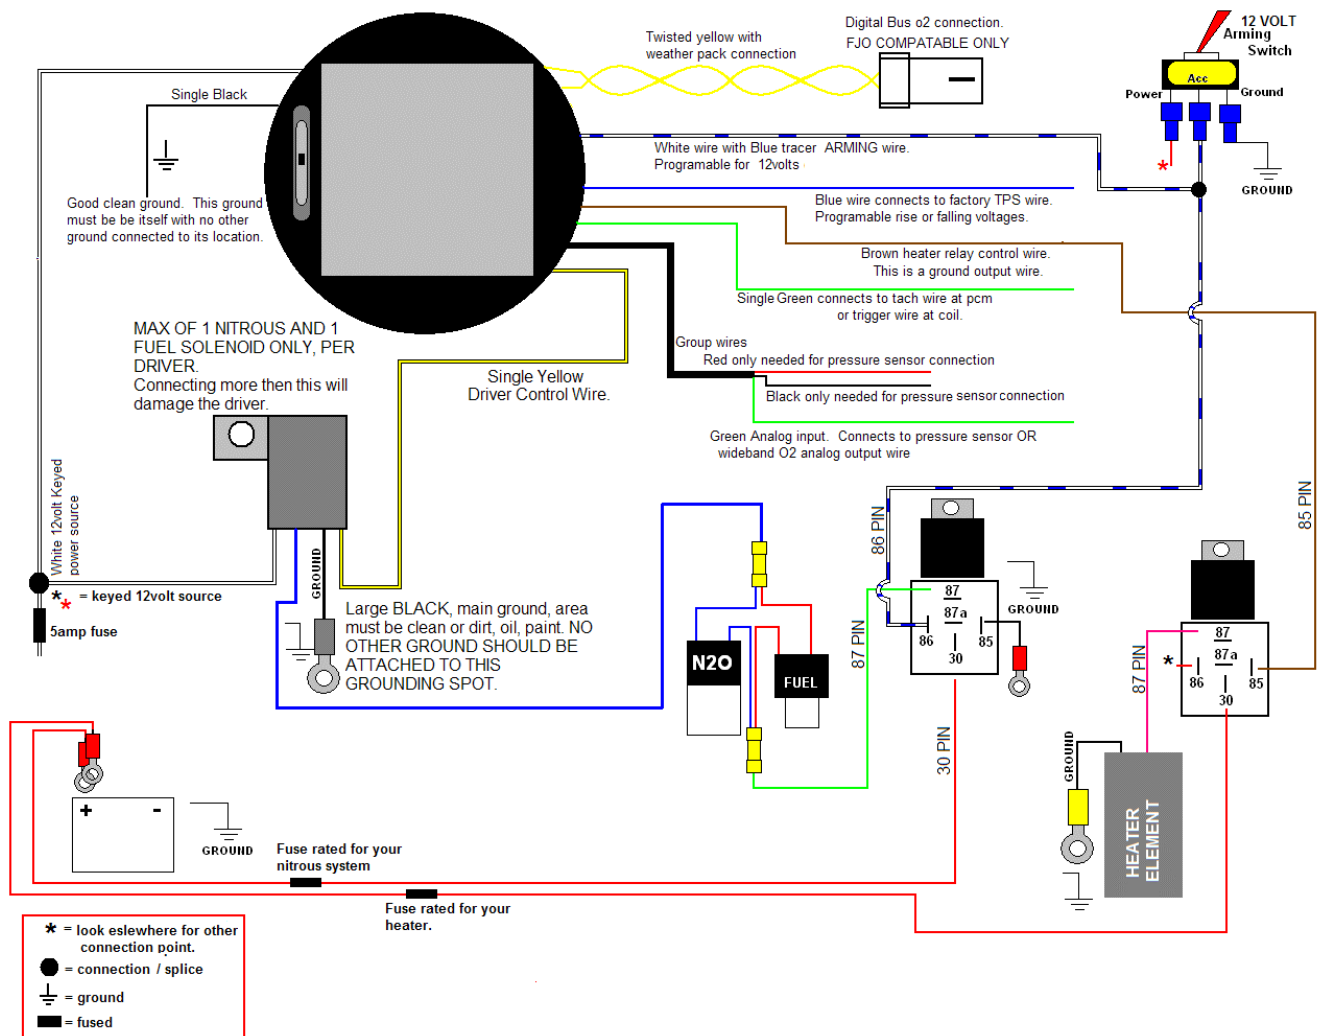 Digital Bus o2 connection.
FJO COMPATABLE ONLY
Twisted yellow with
weather pack connection
12 VOLT
Arming
Switch
Acc
Power
Ground
GROUND
*
Single Black
Good clean ground. This ground
must be be itself with no other
ground connected to its location.
White wire with Blue tracer ARMING wire.
Programable for 12volts
Blue wire connects to factory TPS wire.
Programable rise or falling voltages.
Brown heater relay control wire.
This is a ground output wire.
Single Green connects to tach wire at pcm
or trigger wire at coil.
Group wires
Red only needed for pressure sensor connection
Black only needed for pressure sensor connection
Green Analog input. Connects to pressure sensor OR
wideband O2 analog output wire
MAX OF 1 NITROUS AND 1
FUEL SOLENOID ONLY, PER
DRIVER.
Connecting more then this will
damage the driver.
Single Yellow
Driver Control Wire.
White 12volt Keyed
power source
* * = keyed 12volt source
5amp fuse
GROUND
Large BLACK, main ground, area
must be clean or dirt, oil, paint. NO
OTHER GROUND SHOULD BE
ATTACHED TO THIS
GROUNDING SPOT.
N2O
FUEL
86 PIN
87 PIN
30 PIN
87
87a
86
85
30
GROUND
85 PIN
87 PIN
87
87a
* 86
85
30
GROUND
HEATER
ELEMENT
+ -
GROUND
Fuse rated for your
nitrous system
Fuse rated for your
heater.
* = look eslewhere for other
connection point.
= connection / splice
= ground
= fused